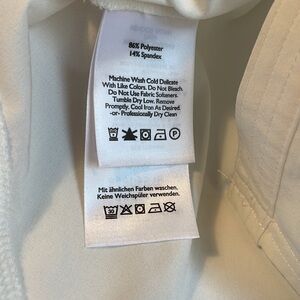 86% Polyester
14% Spandex
Machine Wash Cold Delicate
With Like Colors. Do Not Bleach.
Do Not Use Fabric Softeners.
Tumble Dry Low. Remove
Promptly. Cool Iron As Desired.
-or- Professionally Dry Clean
P
Mit ähnlichen Farben waschen.
Keine Weichspüler verwenden.
30